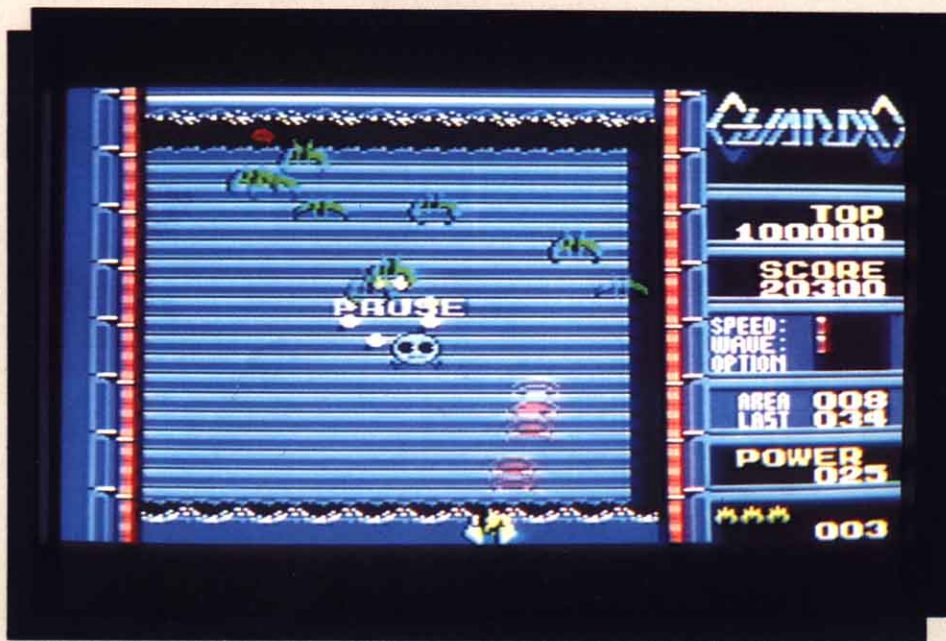 PAUSE
TOP
100000
SCORE
20300
SPEED:
WAVE:
OPTION
AREA 008
LAST 034
POWER
025
003